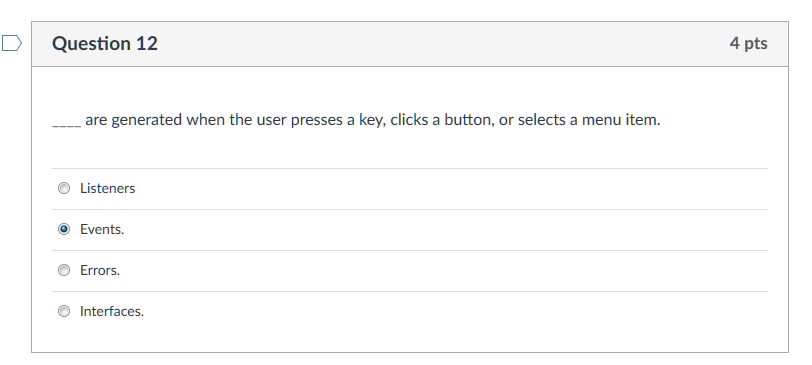 Question 12
4 pts
____ are generated when the user presses a key, clicks a button, or selects a menu item.
Listeners
Events.
Errors.
Interfaces.